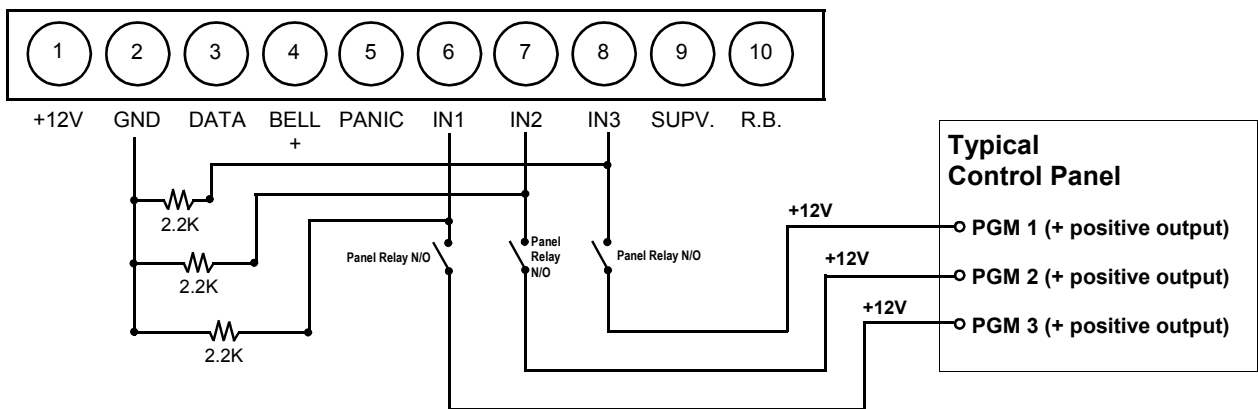 1 2 3 4 5 6 7 8 9 10
+12V GND DATA BELL PANIC IN1 IN2 IN3 SUPV. R.B.
+
2.2K
2.2K
2.2K
Panel Relay N/O
Panel
Relay
N/O
Panel Relay N/O
+12V
+12V
+12V
Typical
Control Panel
PGM 1 (+ positive output)
PGM 2 (+ positive output)
PGM 3 (+ positive output)